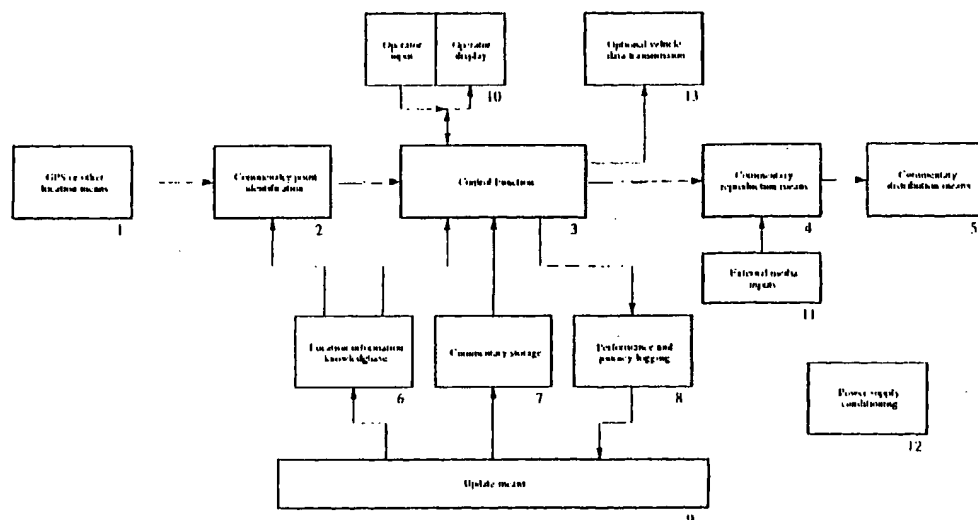 Operator
input
Operator
display
10
Optional vehicle
data transmission
13
GPS or other
location means
1
Commentary point
identification
2
Control Function
3
Commentary
reproduction means
4
Commentary
distribution means
5
External media
inputs
11
Location information
knowledgbase
6
Commentary storage
7
Performance and
logging
8
Power supply
conditioning
12
Update means
9